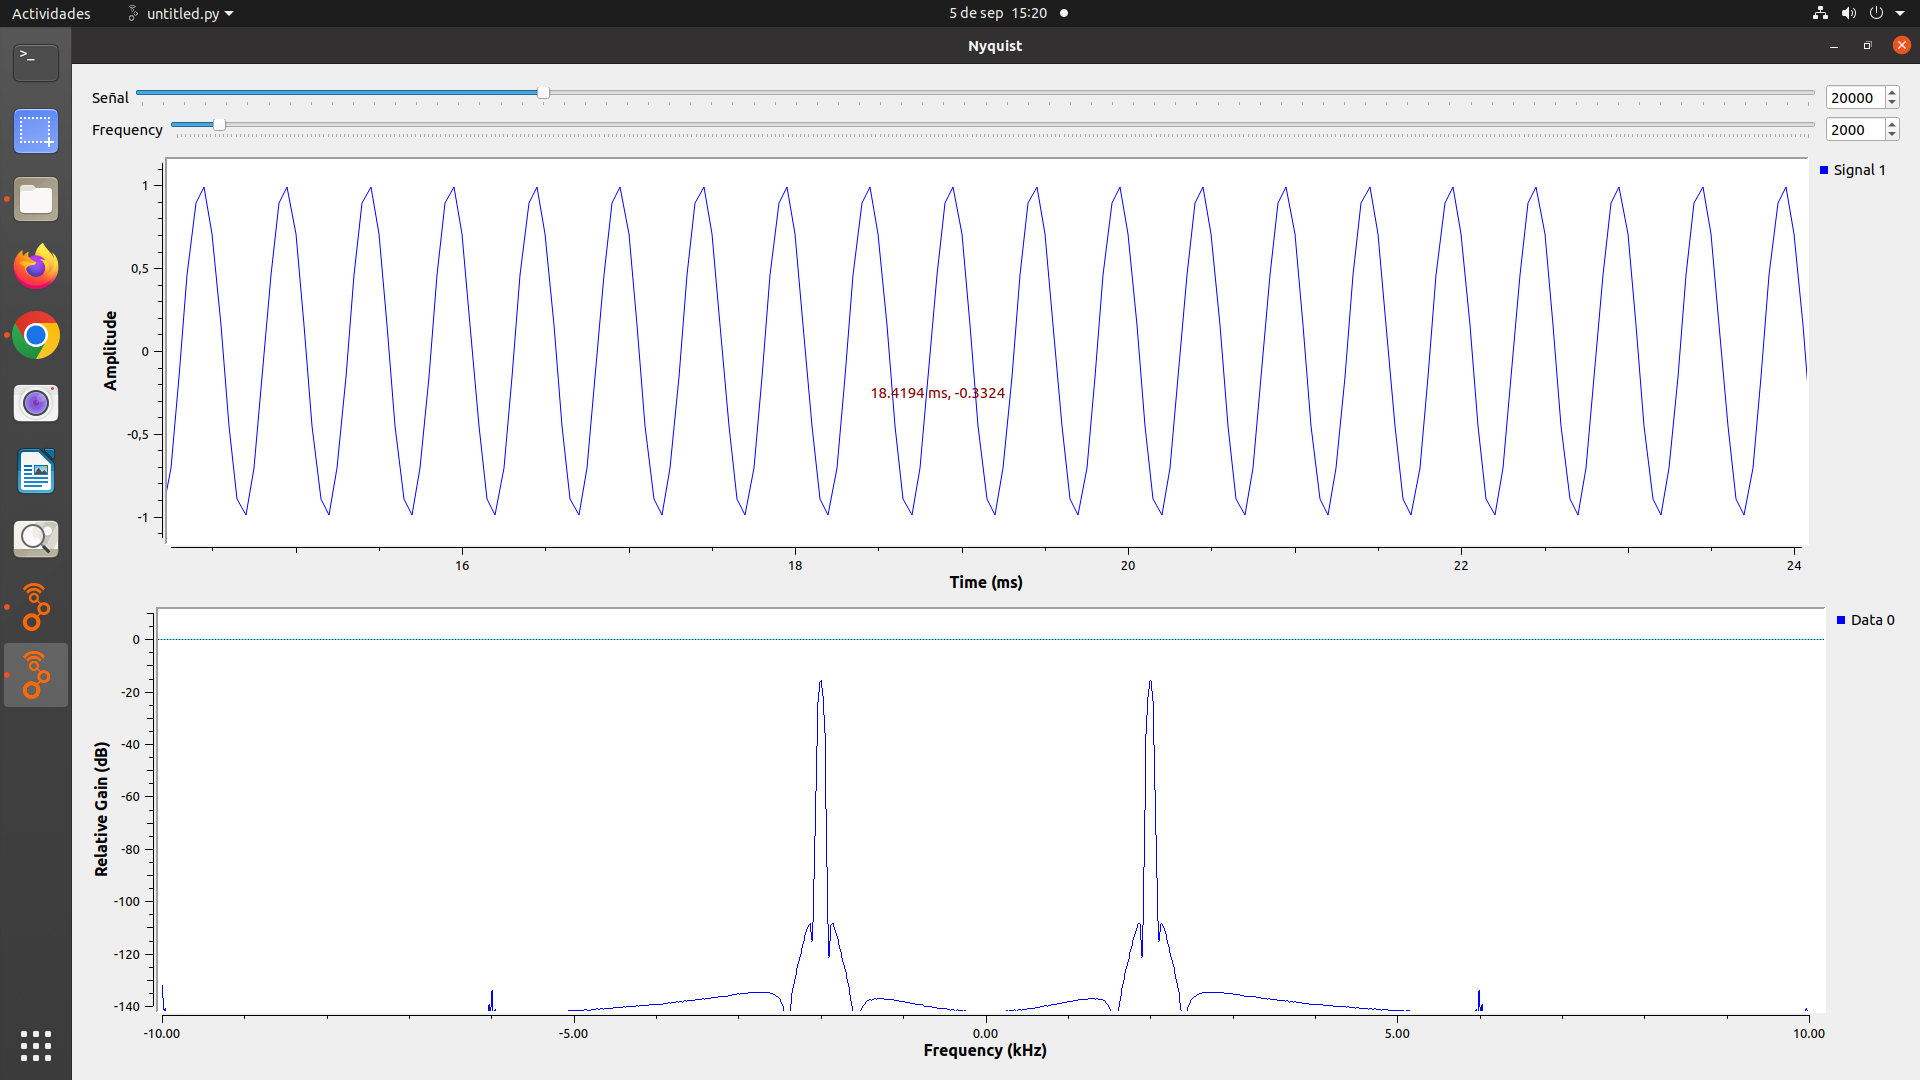 Actividades
untitled.py
5 de sep 15:20
Nyquist
Señal
20000
Frequency
2000
Signal 1
1
0,5
0
-0,5
-1
Amplitude
18.4194 ms, -0.3324
16
18
20
22
24
Time (ms)
Data 0
0
-20
-40
-60
-80
-100
-120
-140
Relative Gain (dB)
-10.00
-5.00
0.00
5.00
10.00
Frequency (kHz)